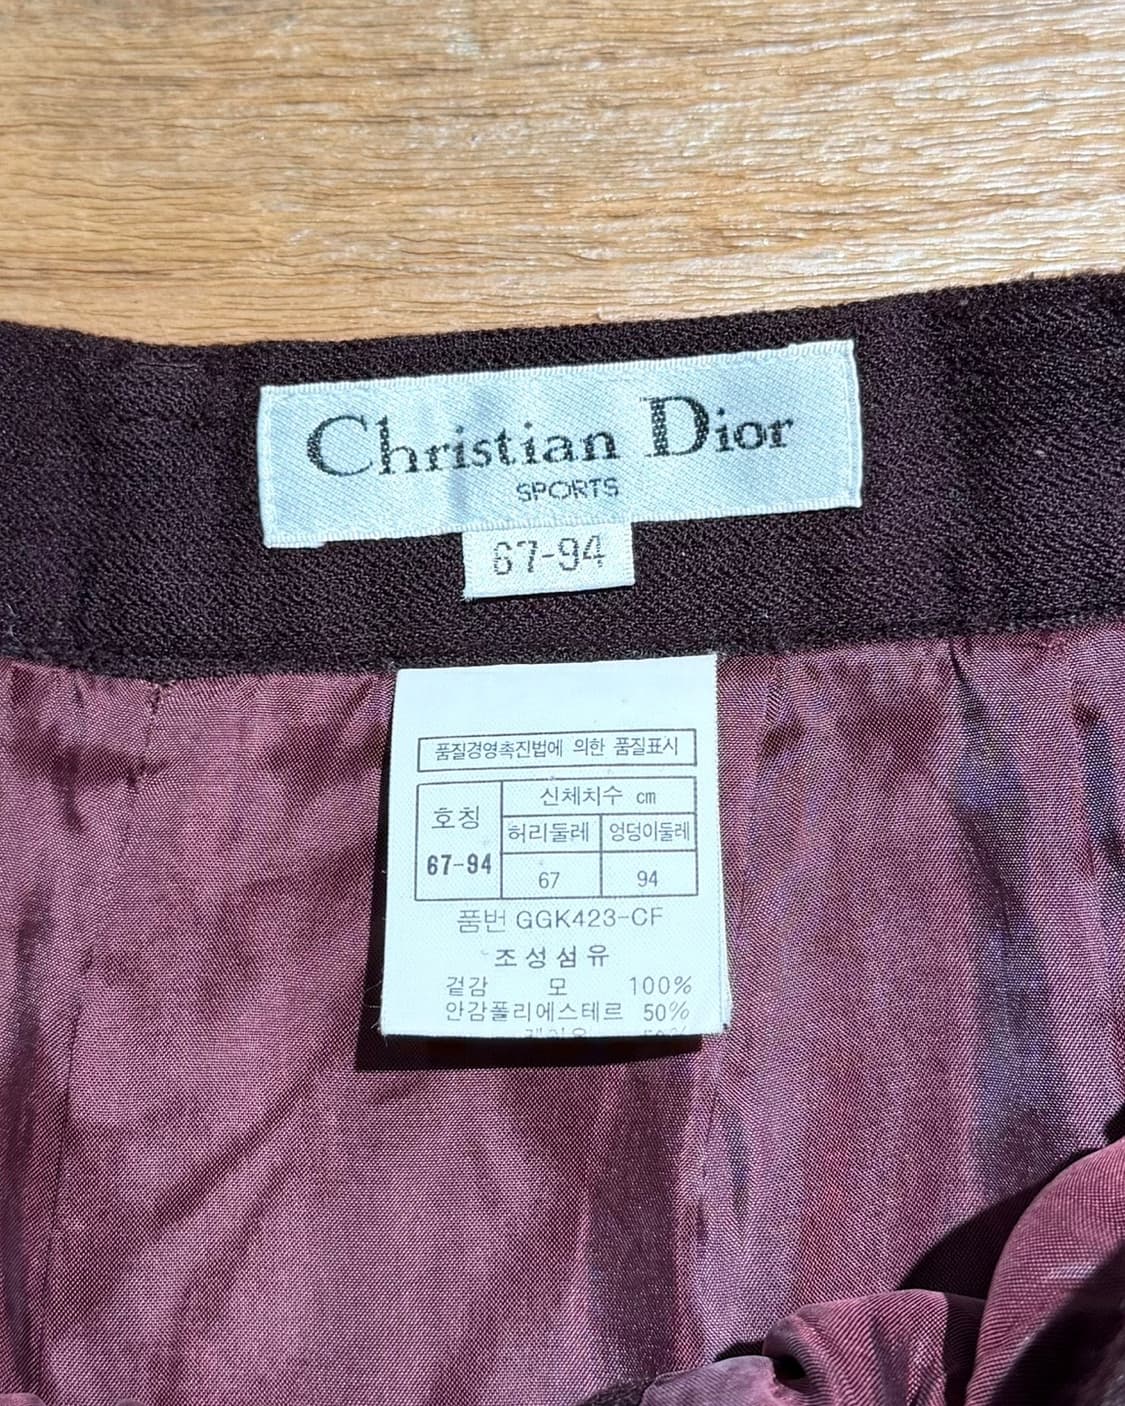 Christian Dior
SPORTS
67-94
품질경영촉진법에 의한 품질표시
호칭 신체치수 cm
허리둘레 엉덩이둘레
67-94 67 94
품번 GGK423-CF
조성섬유
겉감 모 100%
안감폴리에스테르 50%